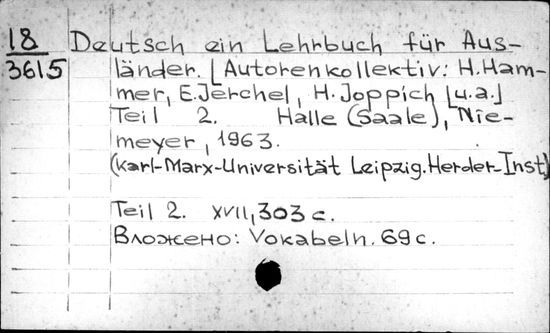 18 Deutsch ein Lehrbuch für Aus-
3615 länder. [Autorenkollektiv: H.Ham-
mer, E.Jerchel, H.Joppich [u.a.]
Teil 2. Halle (Saale), Nie-
meyer, 1963.
(Karl-Marx-Universität Leipzig.Herder-Inst)
Teil 2. XVII, 303 с.
Вложено: Vokabeln. 69 с.